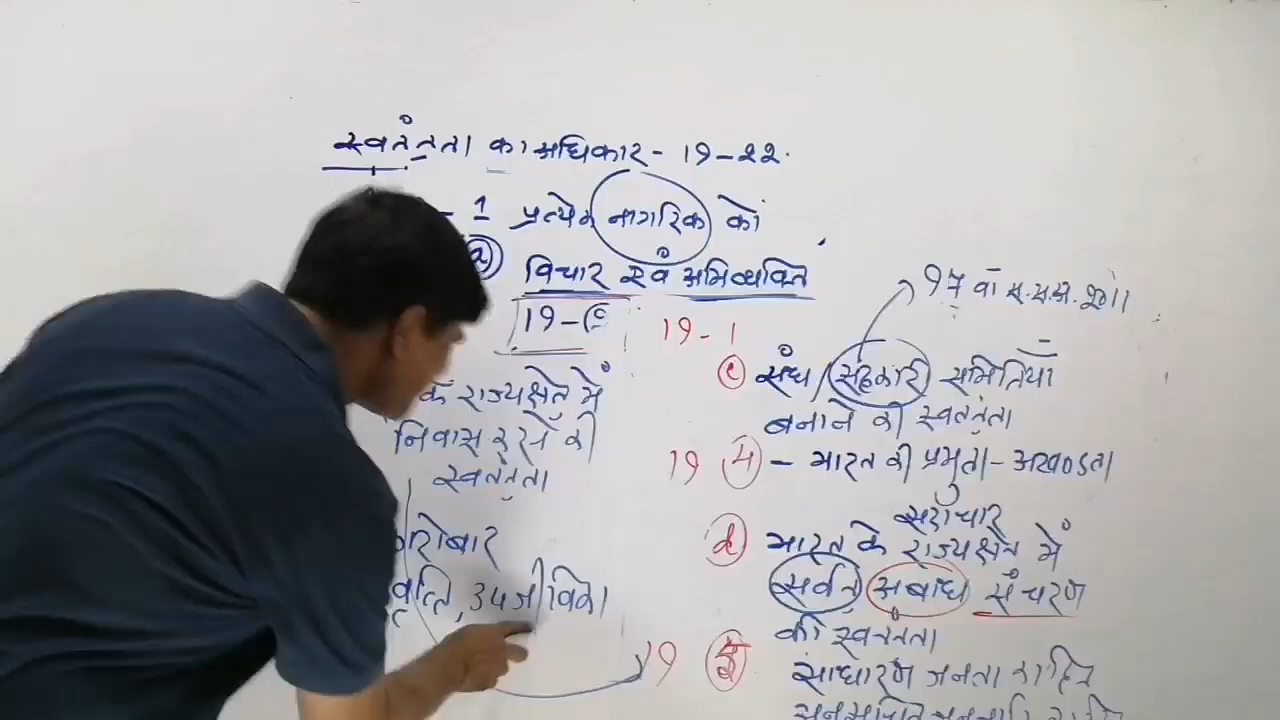 स्वतंत्रता का अधिकार - 19-22.
- 1 प्रत्येक नागरिक को
(a) विचार एवं अभिव्यक्ति
19-(c)
के राज्यक्षेत्र में
निवास करने की
स्वतंत्रता
कारोबार
वृत्ति, उपजीविका
19-1
97 वाँ सं.सं.अ. 2011
(c) संघ / सहकारी समितियाँ
बनाने की स्वतंत्रता
19 - भारत की प्रभुता - अखण्डता
सदाचार
(d) भारत के राज्यक्षेत्र में
सर्वत्र अबाध संचरण
की स्वतंत्रता
19
साधारण जनता का हित